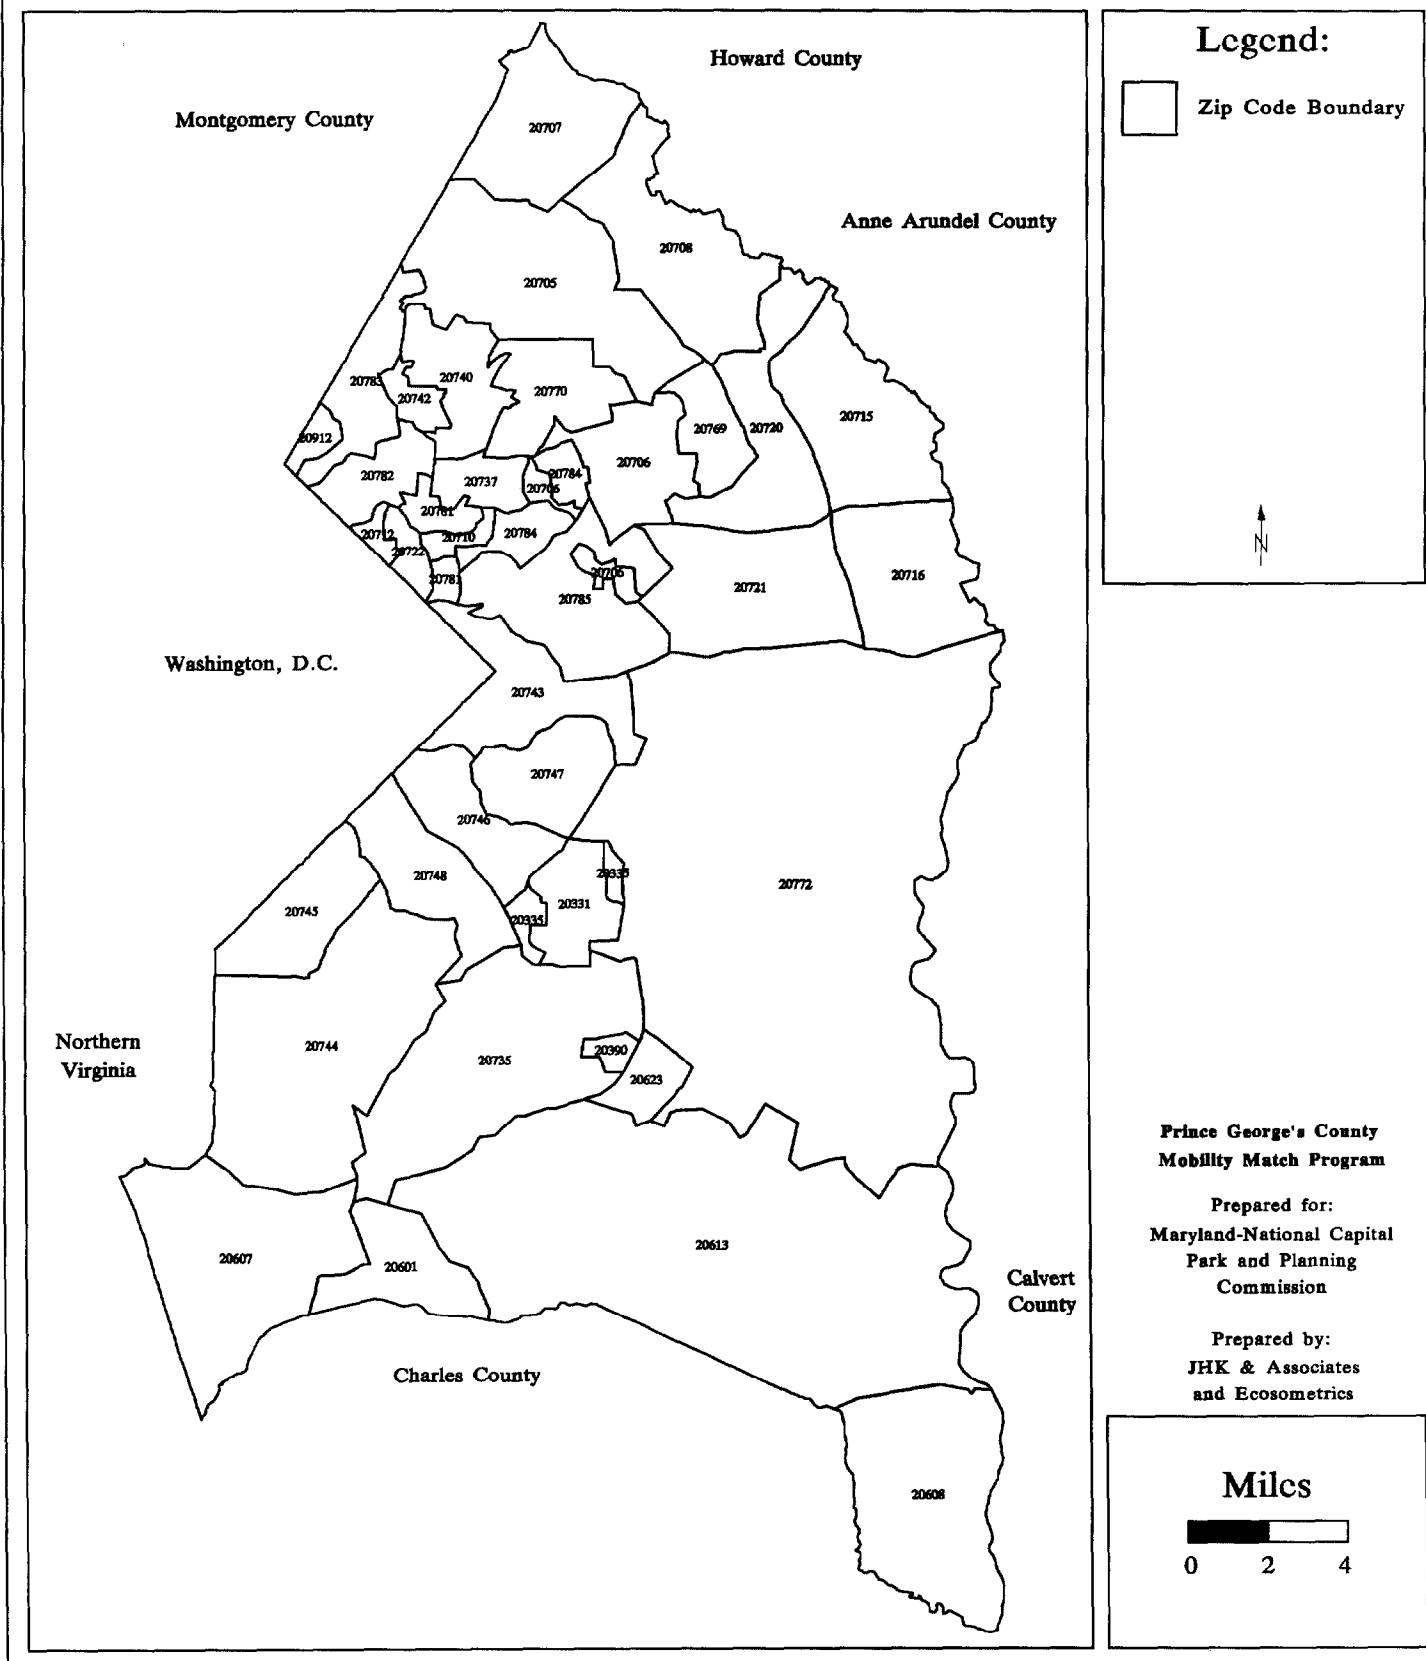 Howard County
Montgomery County
Anne Arundel County
20707
20708
20705
20783
20740
20742
20770
20715
20912
20769
20720
20782
20737
20706
20784
20706
20781
20712
20722
20710
20784
20781
20706
20785
20721
20716
Washington, D.C.
20743
20747
20746
20748
20772
20745
20335
20331
20335
Northern
Virginia
20744
20735
20390
20623
20607
20601
20613
Calvert
County
Charles County
20608
Legend:
Zip Code Boundary
N
Prince George's County
Mobility Match Program
Prepared for:
Maryland-National Capital
Park and Planning
Commission
Prepared by:
JHK & Associates
and Ecosometrics
Miles
0 2 4